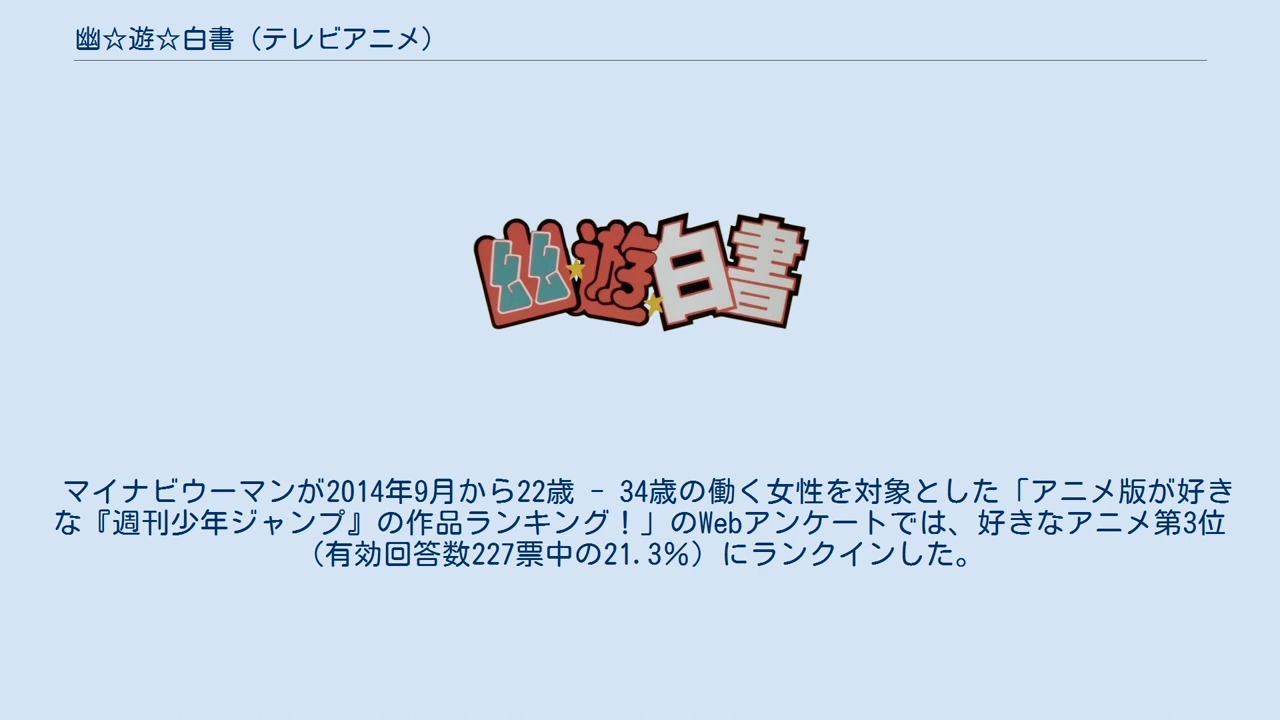 幽☆遊☆白書（テレビアニメ）
幽★遊★白書
マイナビウーマンが2014年9月から22歳 - 34歳の働く女性を対象とした「アニメ版が好き
な『週刊少年ジャンプ』の作品ランキング！」のWebアンケートでは、好きなアニメ第3位
（有効回答数227票中の21.3％）にランクインした。